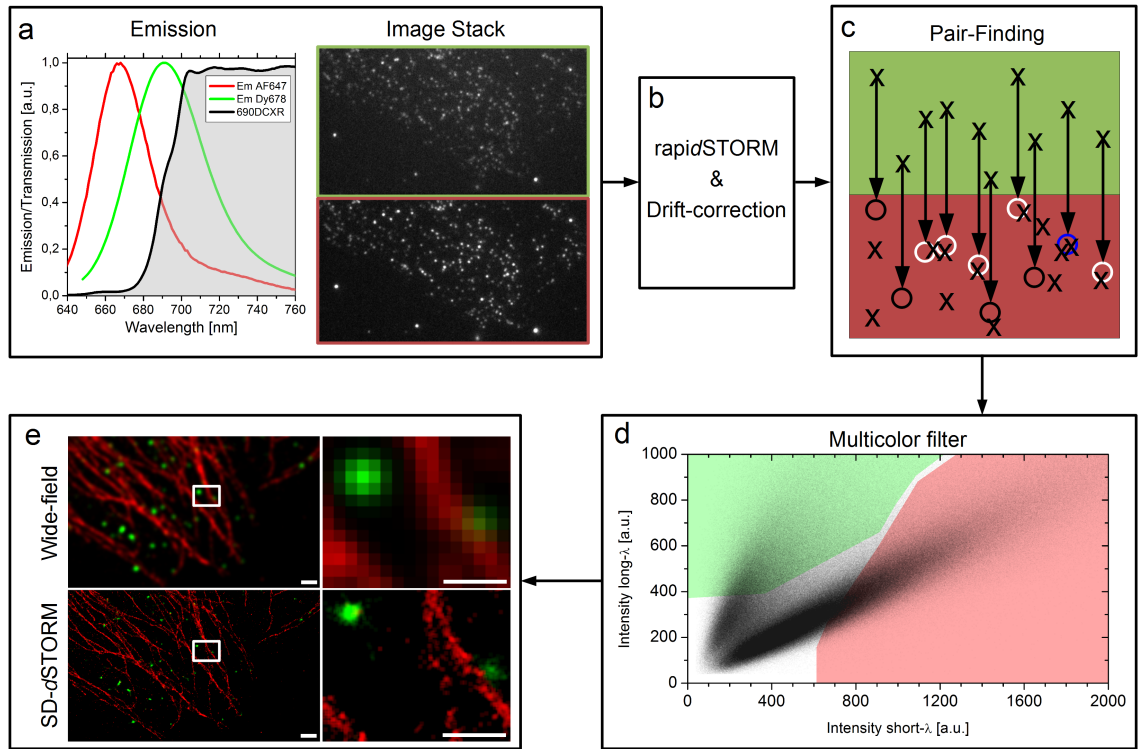 a
Emission
Image Stack
Emission/Transmission [a.u.]
1,0
0,8
0,6
0,4
0,2
0,0
Em AF647
Em Dy678
690DCXR
640 660 680 700 720 740 760
Wavelength [nm]
b
rapidSTORM
&
Drift-correction
c
Pair-Finding
X X
X X X X
X X X
X X
X X
X X X X X X
X X X
X
X X
d
Multicolor filter
Intensity long-λ [a.u.]
1000
800
600
400
200
0
0 400 800 1200 1600 2000
Intensity short-λ [a.u.]
e
Wide-field
SD-dSTORM